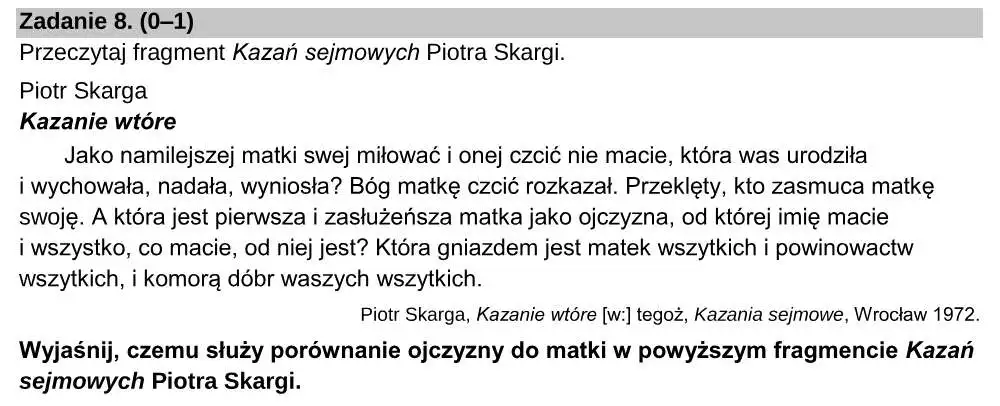 Zadanie 8. (0–1)
Przeczytaj fragment Kazań sejmowych Piotra Skargi.
Piotr Skarga
Kazanie wtóre
Jako namilejszej matki swej miłować i onej czcić nie macie, która was urodziła
i wychowała, nadała, wyniosła? Bóg matkę czcić rozkazał. Przeklęty, kto zasmuca matkę
swoję. A która jest pierwsza i zasłużeńsza matka jako ojczyzna, od której imię macie
i wszystko, co macie, od niej jest? Która gniazdem jest matek wszytkich i powinowactw
wszytkich, i komorą dóbr waszych wszytkich.
Piotr Skarga, Kazanie wtóre [w:] tegoż, Kazania sejmowe, Wrocław 1972.
Wyjaśnij, czemu służy porównanie ojczyzny do matki w powyższym fragmencie Kazań
sejmowych Piotra Skargi.